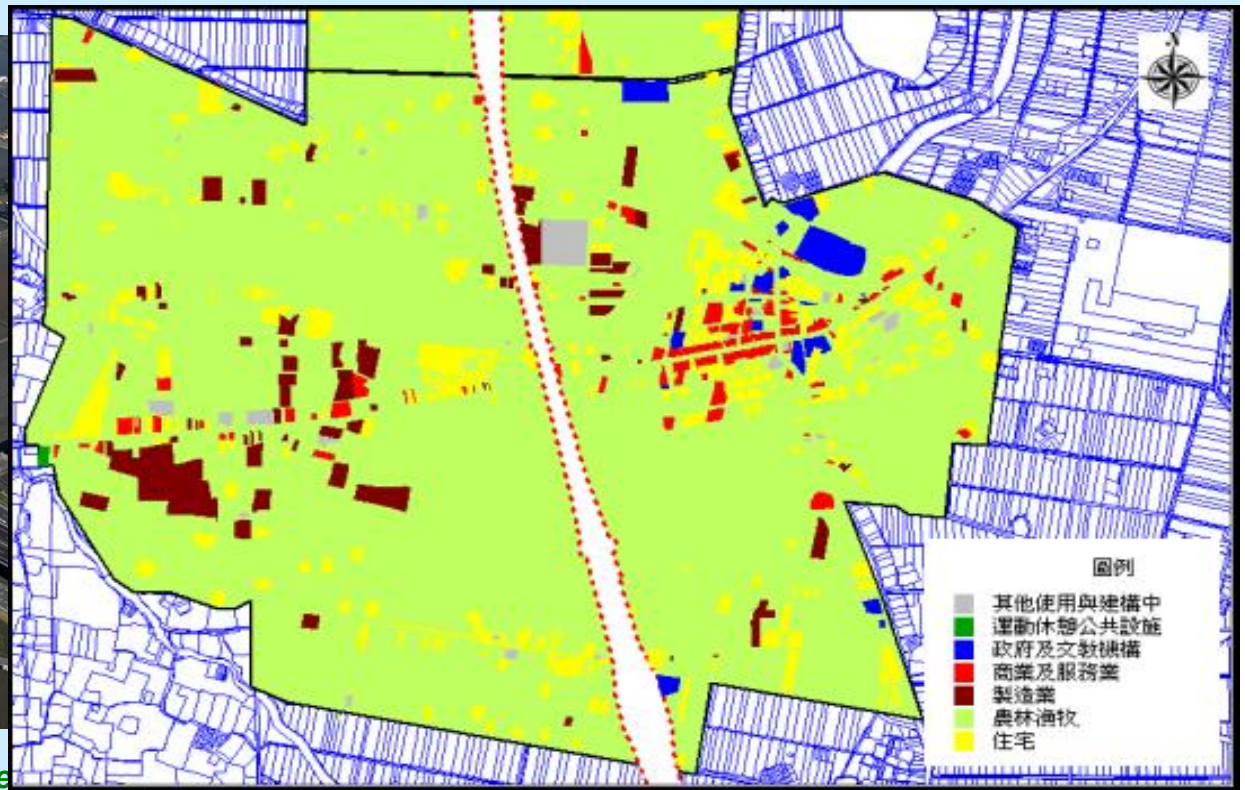 N
圖例
其他使用與建構中
運動休憩公共設施
政府及文教機構
商業及服務業
製造業
農林漁牧
住宅
e